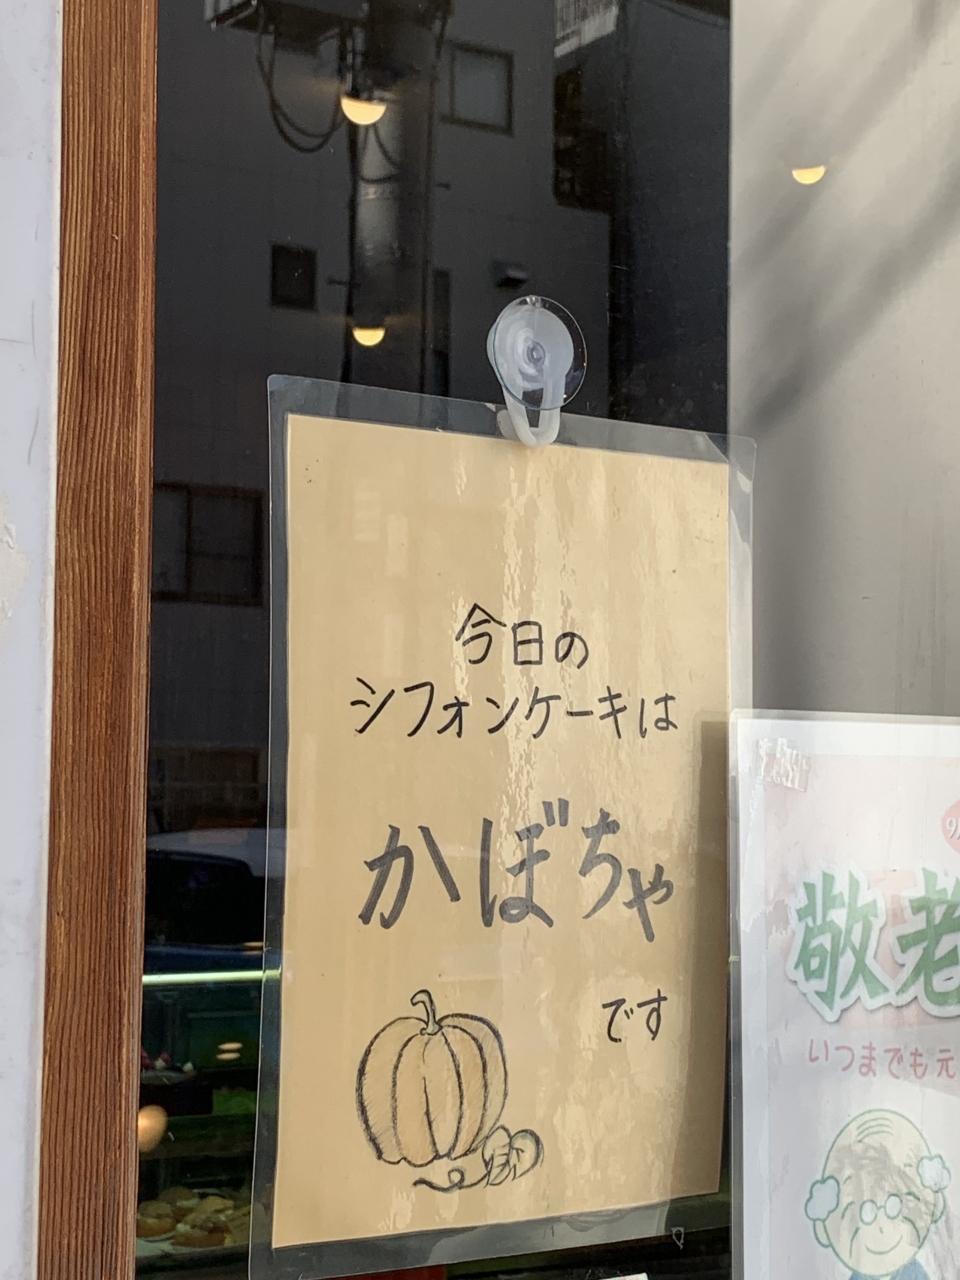 今日の
シフォンケーキは
かぼちゃ
です
敬老
いつまでも元